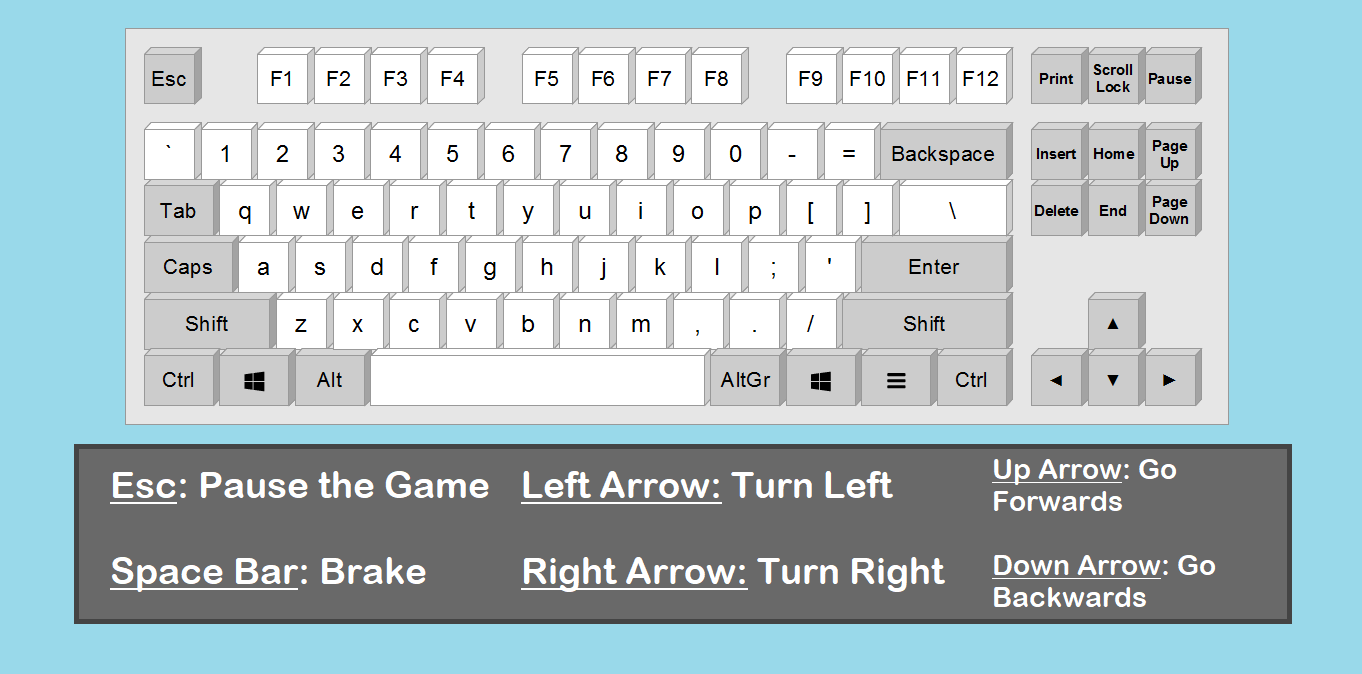 Esc F1 F2 F3 F4 F5 F6 F7 F8 F9 F10 F11 F12 Print Scroll Lock Pause
` 1 2 3 4 5 6 7 8 9 0 - = Backspace Insert Home Page Up
Tab q w e r t y u i o p [ ] \ Delete End Page Down
Caps a s d f g h j k l ; ' Enter
Shift z x c v b n m , . / Shift ▲
Ctrl Alt AltGr Ctrl ◄ ▼ ►
Esc: Pause the Game
Space Bar: Brake
Left Arrow: Turn Left
Right Arrow: Turn Right
Up Arrow: Go
Forwards
Down Arrow: Go
Backwards